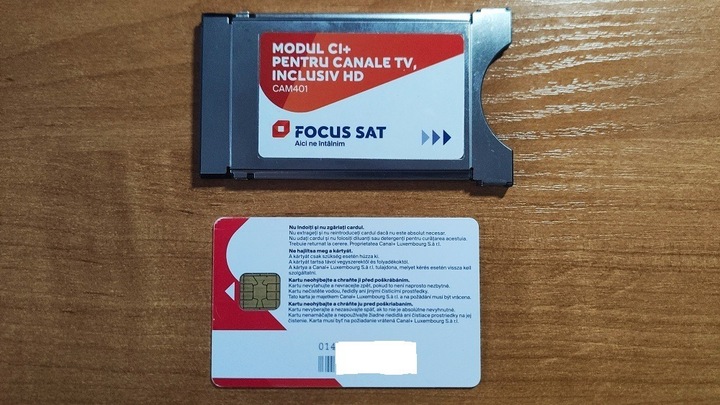 MODUL CI+
PENTRU CANALE TV,
INCLUSIV HD
CAM401
FOCUS SAT
Aici ne întâlnim
Nu îndoiți și nu zgâriați cardul.
Nu extrageți și nu reintroduceți cardul dacă nu este absolut necesar.
Nu udați cardul și nu folosiți diluanți sau detergenți pentru curățarea acestuia.
Trebuie returnat la cerere. Proprietatea Canal+ Luxembourg S.à r.l.
Ne hajlítsa meg a kártyát.
A kártyát csak szükség esetén húzza ki.
A kártyát tartsa távol vegyszerektől és folyadékoktól.
A kártya a Canal+ Luxembourg S.à r.l. tulajdona, melyet kérés esetén vissza kell
szolgáltatni.
Kartu neohýbejte a chraňte ji před poškrábáním.
Kartu nevytahujte a nevracejte zpět, pokud to není naprosto nezbytné.
Kartu nečistěte vodou, ředidly ani jinými čisticími prostředky.
Tato karta je majetkem Canal+ Luxembourg S.à r.l. a na požádání musí být vrácena.
Kartu neohýbajte a chráňte ju pred poškriabaním.
Kartu nevyberajte a nezasúvajte späť, ak to nie je absolútne nevyhnutné.
Kartu nenamáčajte a nepoužívajte žiadne riedidlá ani čistiace prostriedky na jej
čistenie. Karta musí byť na požiadanie vrátená Canal+ Luxembourg S.à r.l.
014